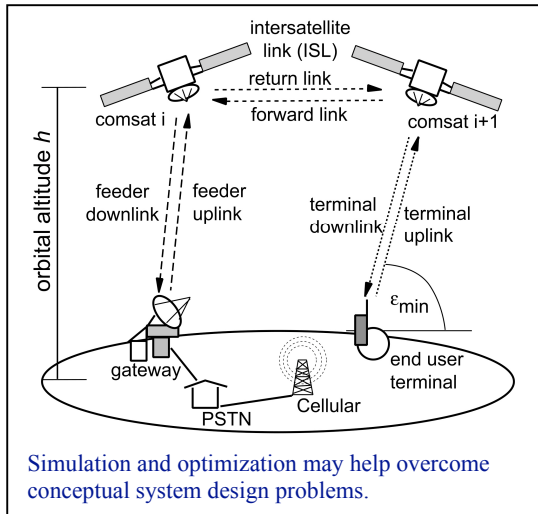 intersatellite
link (ISL)
return link
forward link
comsat i
comsat i+1
orbital altitude h
feeder
downlink
feeder
uplink
terminal
downlink
terminal
uplink
εmin
gateway
PSTN
Cellular
end user
terminal
Simulation and optimization may help overcome
conceptual system design problems.